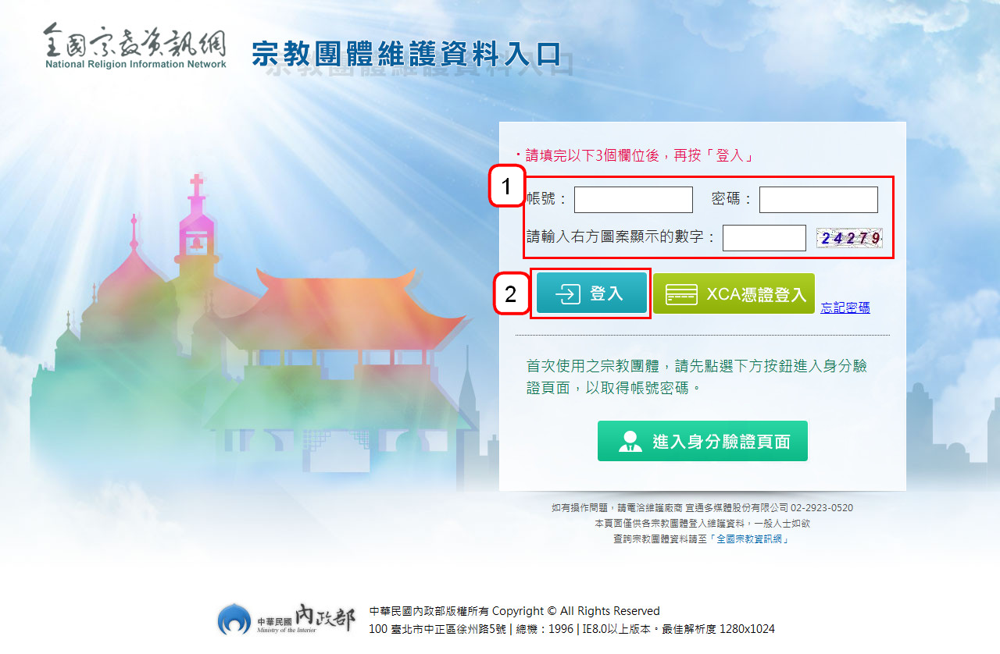 全國宗教資訊網
National Religion Information Network
宗教團體維護資料入口
・請填完以下3個欄位後，再按「登入」
1
帳號： 密碼：
請輸入右方圖案顯示的數字： 24279
2 登入 XCA憑證登入 忘記密碼
首次使用之宗教團體，請先點選下方按鈕進入身分驗
證頁面，以取得帳號密碼。
進入身分驗證頁面
如有操作問題，請電洽維護廠商 宜通多媒體股份有限公司 02-2923-0520
本頁面僅供各宗教團體登入維護資料，一般人士如欲
查詢宗教團體資料請至「全國宗教資訊網」
中華民國 內政部
Ministry of the Interior
中華民國內政部版權所有 Copyright © All Rights Reserved
100 臺北市中正區徐州路5號 | 總機：1996 | IE8.0以上版本。最佳解析度 1280x1024